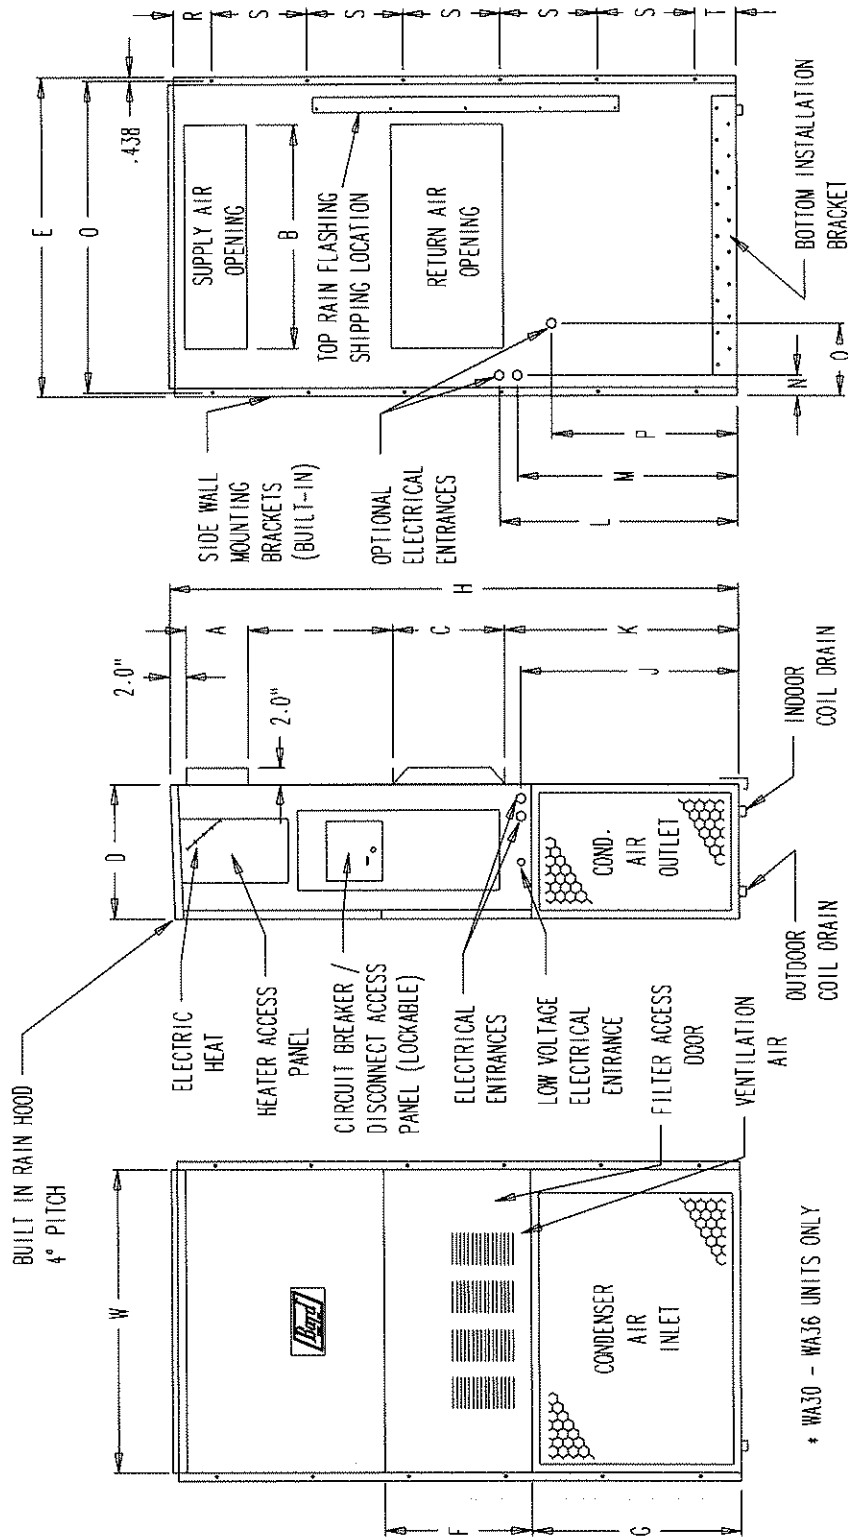 BUILT IN RAIN HOOD
4° PITCH
W
Bard
F
G
CONDENSER
AIR
INLET
* WA30 - WA36 UNITS ONLY
ELECTRIC
HEAT
HEATER ACCESS
PANEL
CIRCUIT BREAKER /
DISCONNECT ACCESS
PANEL (LOCKABLE)
ELECTRICAL
ENTRANCES
LOW VOLTAGE
ELECTRICAL
ENTRANCE
FILTER ACCESS
DOOR
VENTILATION
AIR
D
2.0"
A
2.0"
I
H
C
K
J
COND.
AIR
OUTLET
OUTDOOR
COIL DRAIN
INDOOR
COIL DRAIN
SIDE WALL
MOUNTING
BRACKETS
(BUILT-IN)
OPTIONAL
ELECTRICAL
ENTRANCES
E
O
.438
SUPPLY AIR
OPENING
B
TOP RAIN FLASHING
SHIPPING LOCATION
RETURN AIR
OPENING
R
S
S
S
S
S
T
L
M
P
N
Q
BOTTOM INSTALLATION
BRACKET